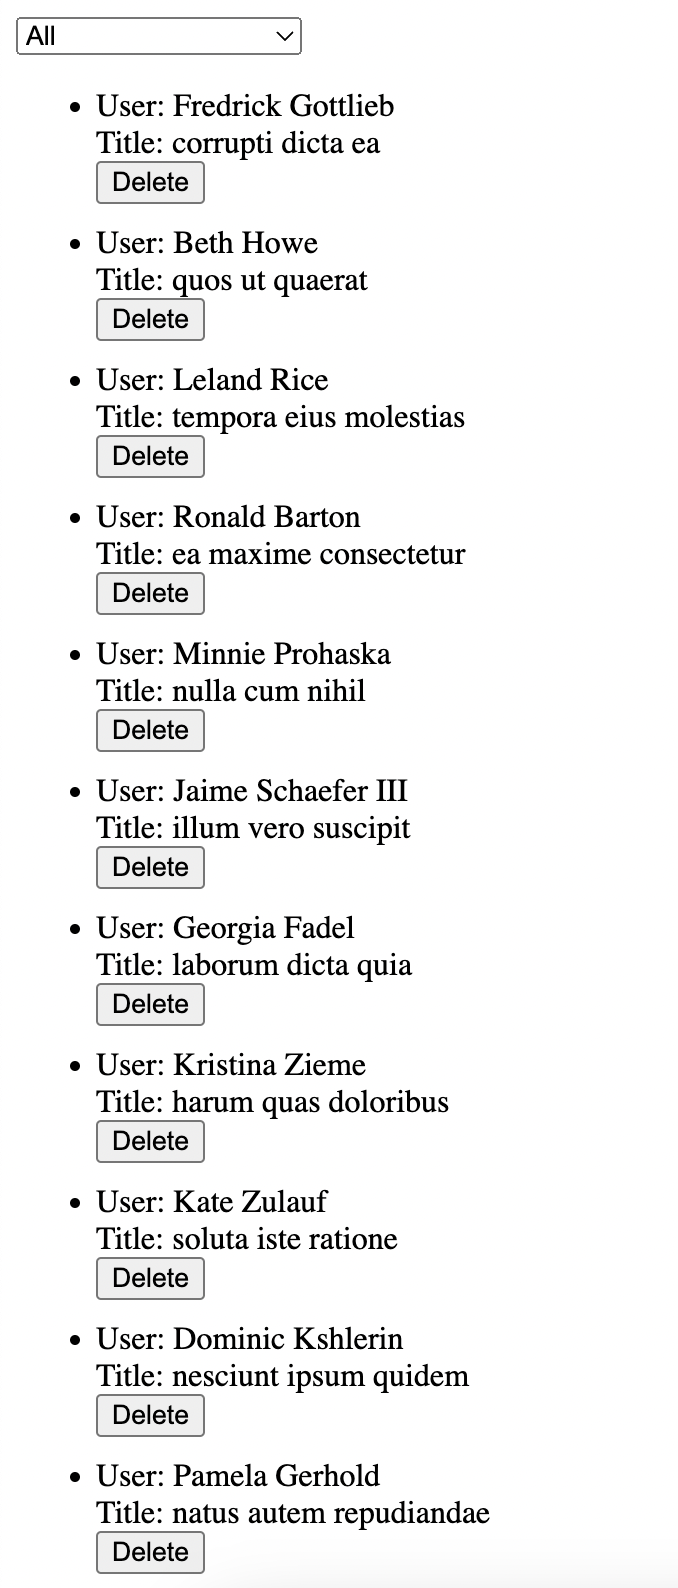 All
User: Fredrick Gottlieb
Title: corrupti dicta ea
Delete
User: Beth Howe
Title: quos ut quaerat
Delete
User: Leland Rice
Title: tempora eius molestias
Delete
User: Ronald Barton
Title: ea maxime consectetur
Delete
User: Minnie Prohaska
Title: nulla cum nihil
Delete
User: Jaime Schaefer III
Title: illum vero suscipit
Delete
User: Georgia Fadel
Title: laborum dicta quia
Delete
User: Kristina Zieme
Title: harum quas doloribus
Delete
User: Kate Zulauf
Title: soluta iste ratione
Delete
User: Dominic Kshlerin
Title: nesciunt ipsum quidem
Delete
User: Pamela Gerhold
Title: natus autem repudiandae
Delete